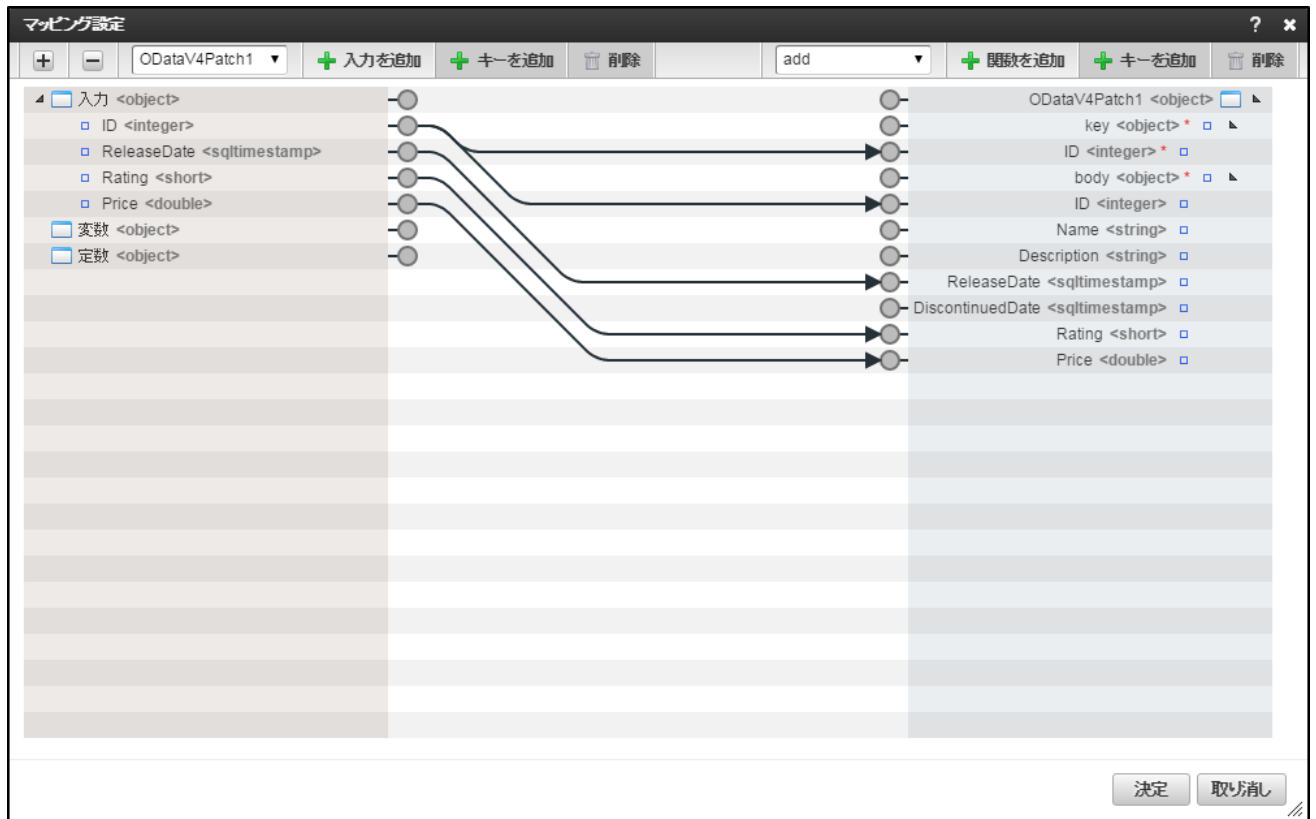 マッピング設定
? ×
+ − ODataV4Patch1 ▼ 入力を追加 キーを追加 削除 add ▼ 関数を追加 キーを追加 削除
入力 <object>
ID <integer>
ReleaseDate <sqltimestamp>
Rating <short>
Price <double>
変数 <object>
定数 <object>
ODataV4Patch1 <object>
key <object> *
ID <integer> *
body <object> *
ID <integer>
Name <string>
Description <string>
ReleaseDate <sqltimestamp>
DiscontinuedDate <sqltimestamp>
Rating <short>
Price <double>
決定 取り消し